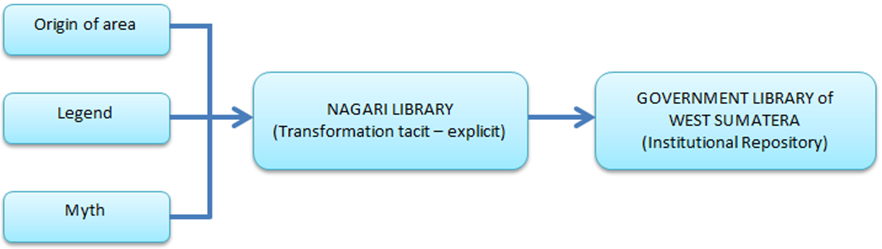 Origin of area
Legend
Myth
NAGARI LIBRARY
(Transformation tacit – explicit)
GOVERNMENT LIBRARY of
WEST SUMATERA
(Institutional Repository)